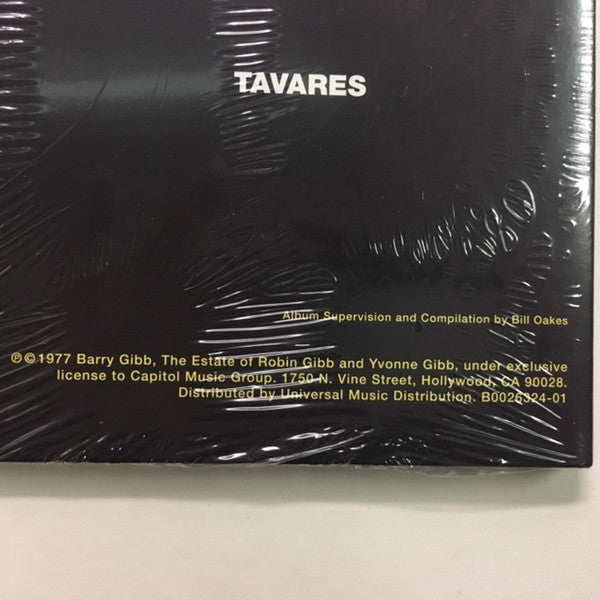 TAVARES
Album Supervision and Compilation by Bill Oakes
℗©1977 Barry Gibb, The Estate of Robin Gibb and Yvonne Gibb, under exclusive
license to Capitol Music Group. 1750 N. Vine Street, Hollywood, CA 90028.
Distributed by Universal Music Distribution. B0026324-01